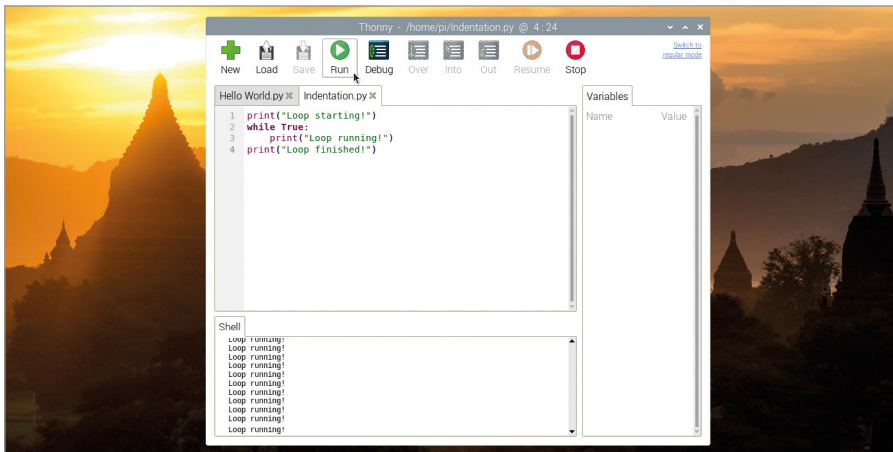 Thonny - /home/pi/Indentation.py @ 4:24
New Load Save Run Debug Over Into Out Resume Stop
Switch to
regular mode
Hello World.py Indentation.py
Variables
Name Value
1 print("Loop starting!")
2 while True:
3     print("Loop running!")
4 print("Loop finished!")
Shell
Loop running!
Loop running!
Loop running!
Loop running!
Loop running!
Loop running!
Loop running!
Loop running!
Loop running!
Loop running!
Loop running!